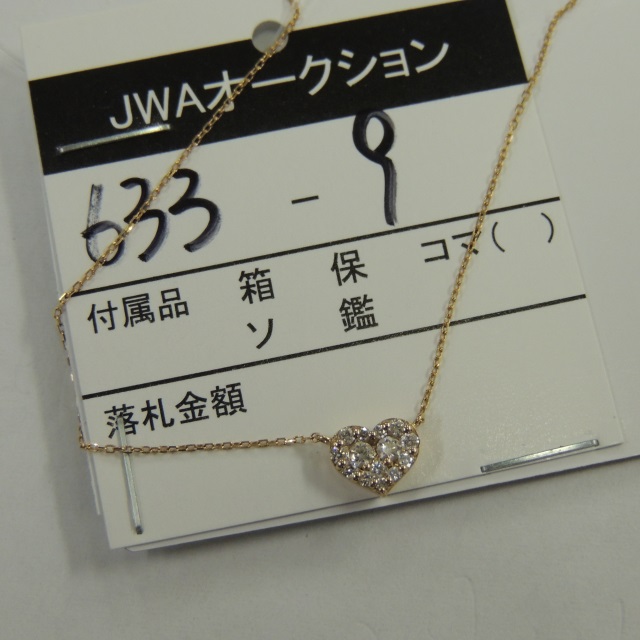 JWAオークション
633 - 9
付属品 箱 保 コマ( )
ソ 鑑
落札金額